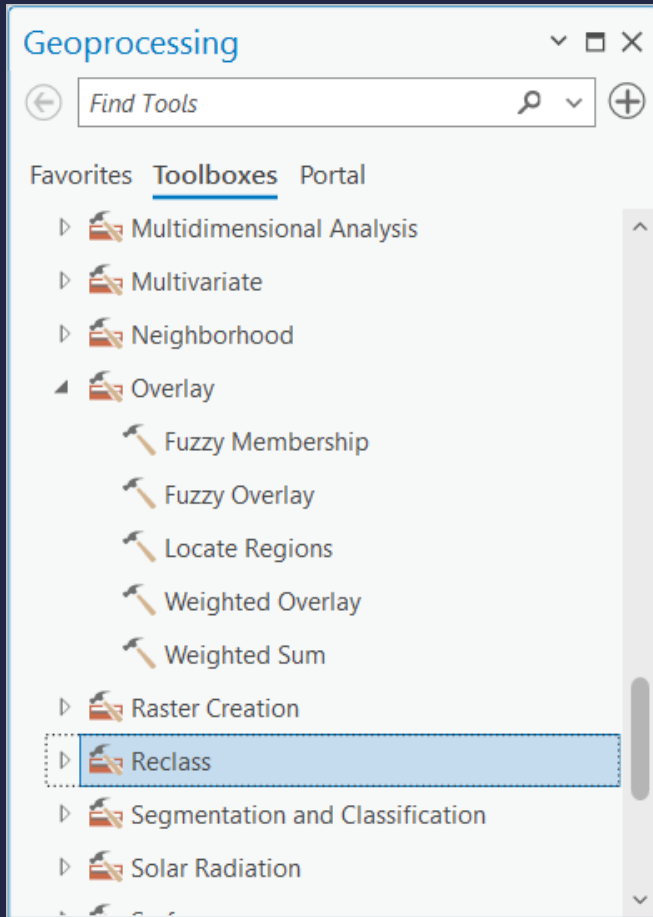 Geoprocessing
Find Tools
Favorites Toolboxes Portal
Multidimensional Analysis
Multivariate
Neighborhood
Overlay
Fuzzy Membership
Fuzzy Overlay
Locate Regions
Weighted Overlay
Weighted Sum
Raster Creation
Reclass
Segmentation and Classification
Solar Radiation